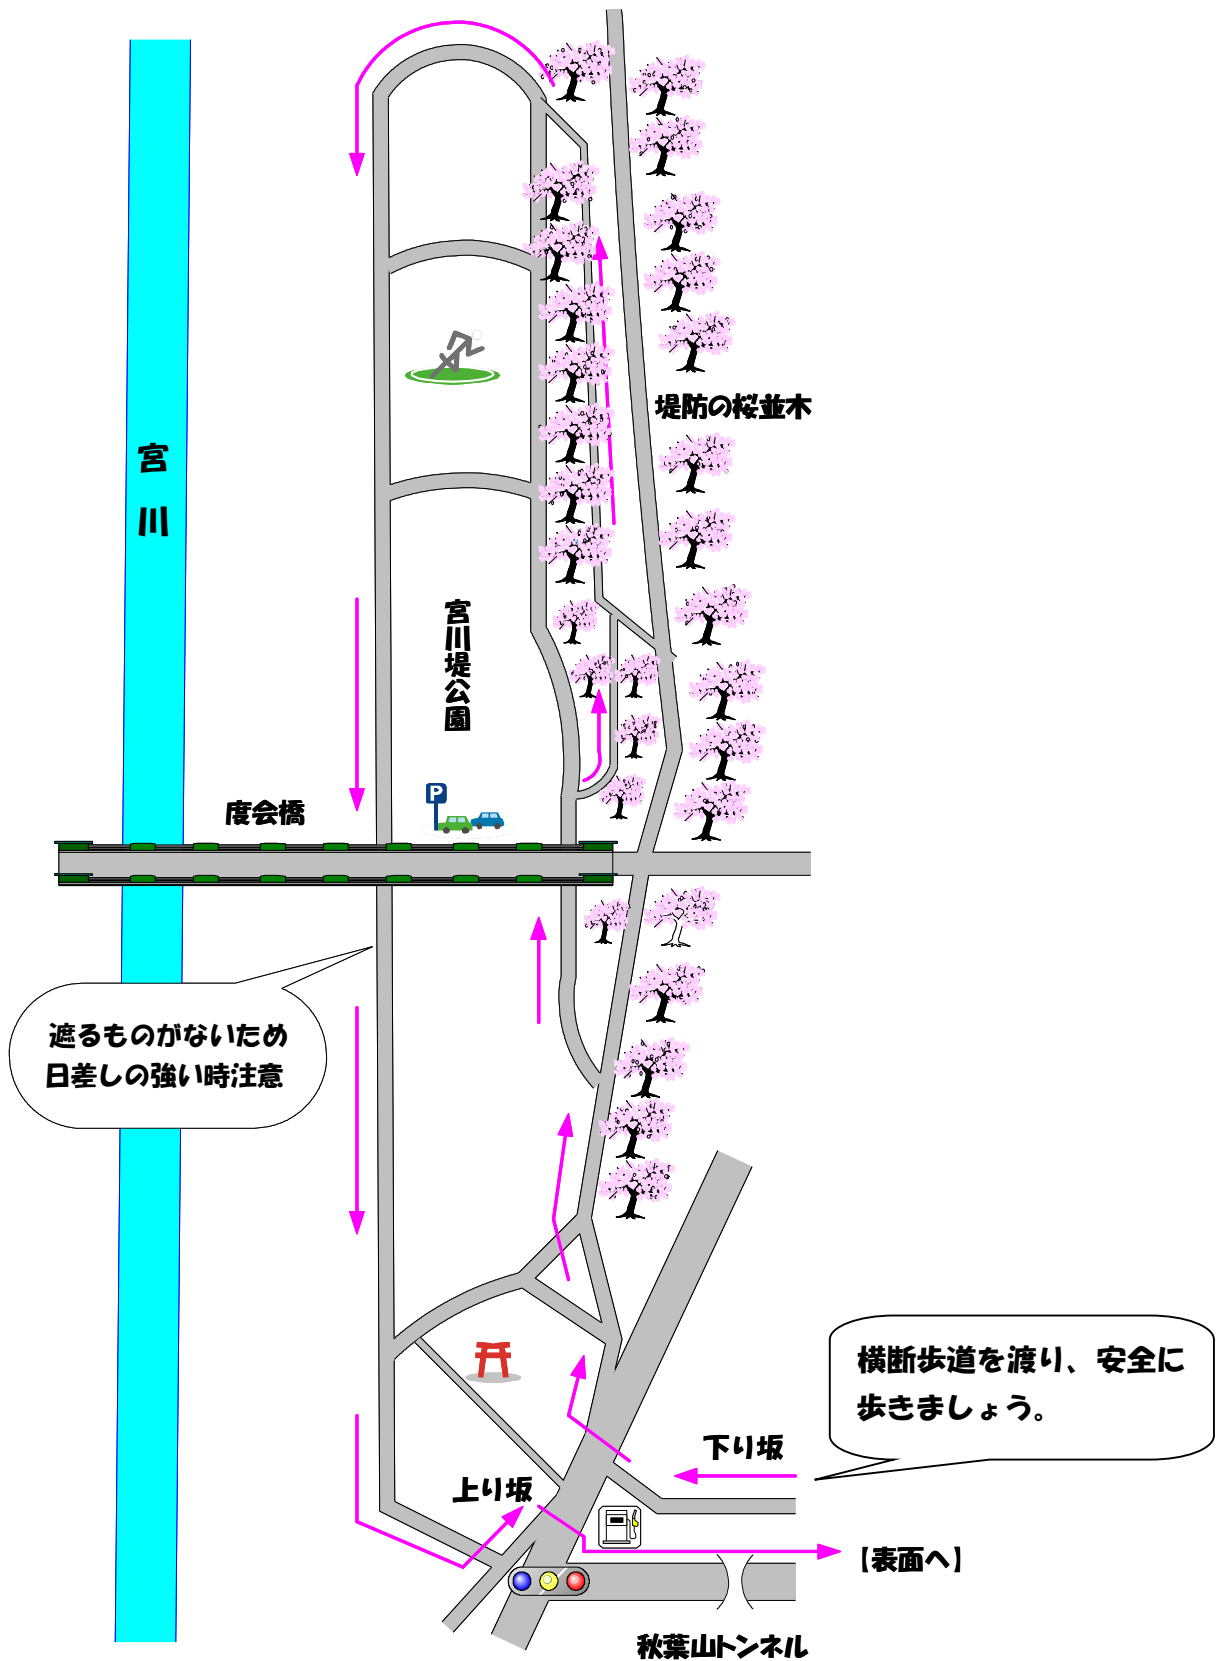 堤防の桜並木
宮川
宮川堤公園
P
度会橋
遮るものがないため
日差しの強い時注意
横断歩道を渡り、安全に
歩きましょう。
下り坂
上り坂
【表面へ】
秋葉山トンネル